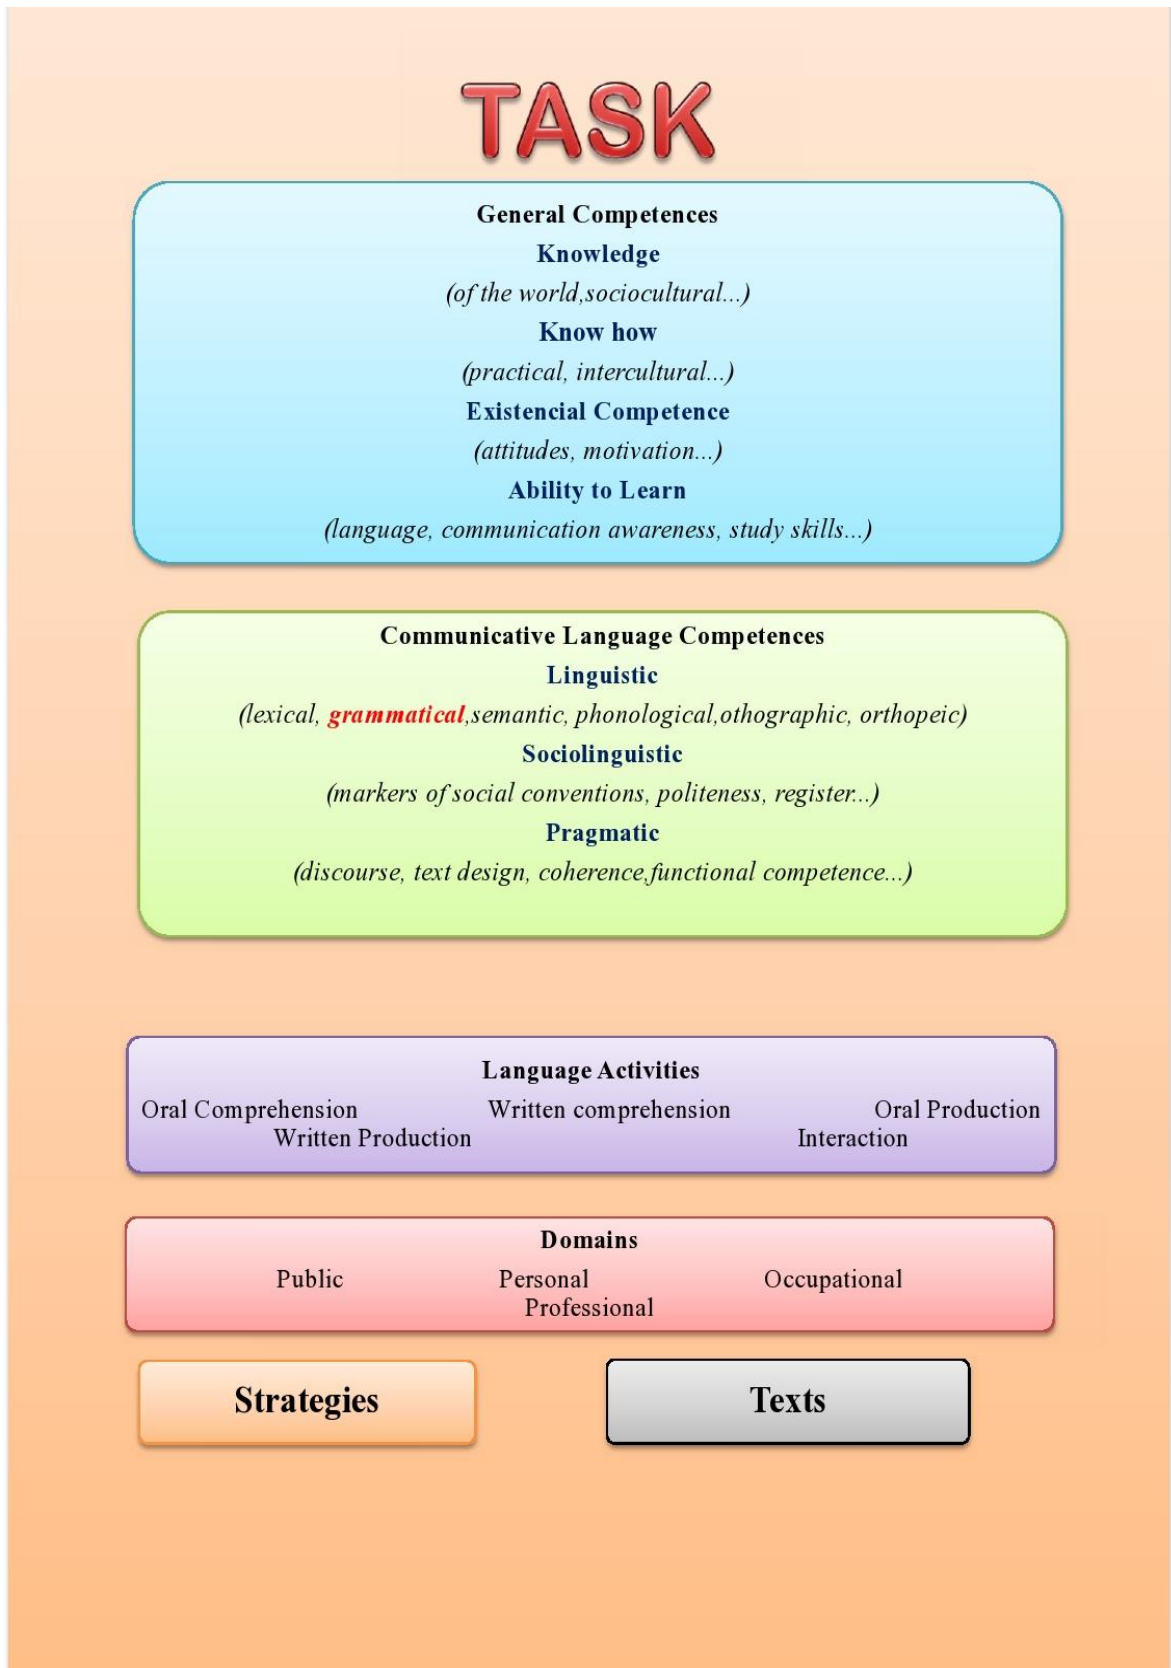 TASK
General Competences
Knowledge
(of the world,sociocultural...)
Know how
(practical, intercultural...)
Existencial Competence
(attitudes, motivation...)
Ability to Learn
(language, communication awareness, study skills...)
Communicative Language Competences
Linguistic
(lexical, grammatical,semantic, phonological,othographic, orthopeic)
Sociolinguistic
(markers of social conventions, politeness, register...)
Pragmatic
(discourse, text design, coherence,functional competence...)
Language Activities
Oral Comprehension Written comprehension Oral Production
Written Production Interaction
Domains
Public Personal Occupational
Professional
Strategies
Texts